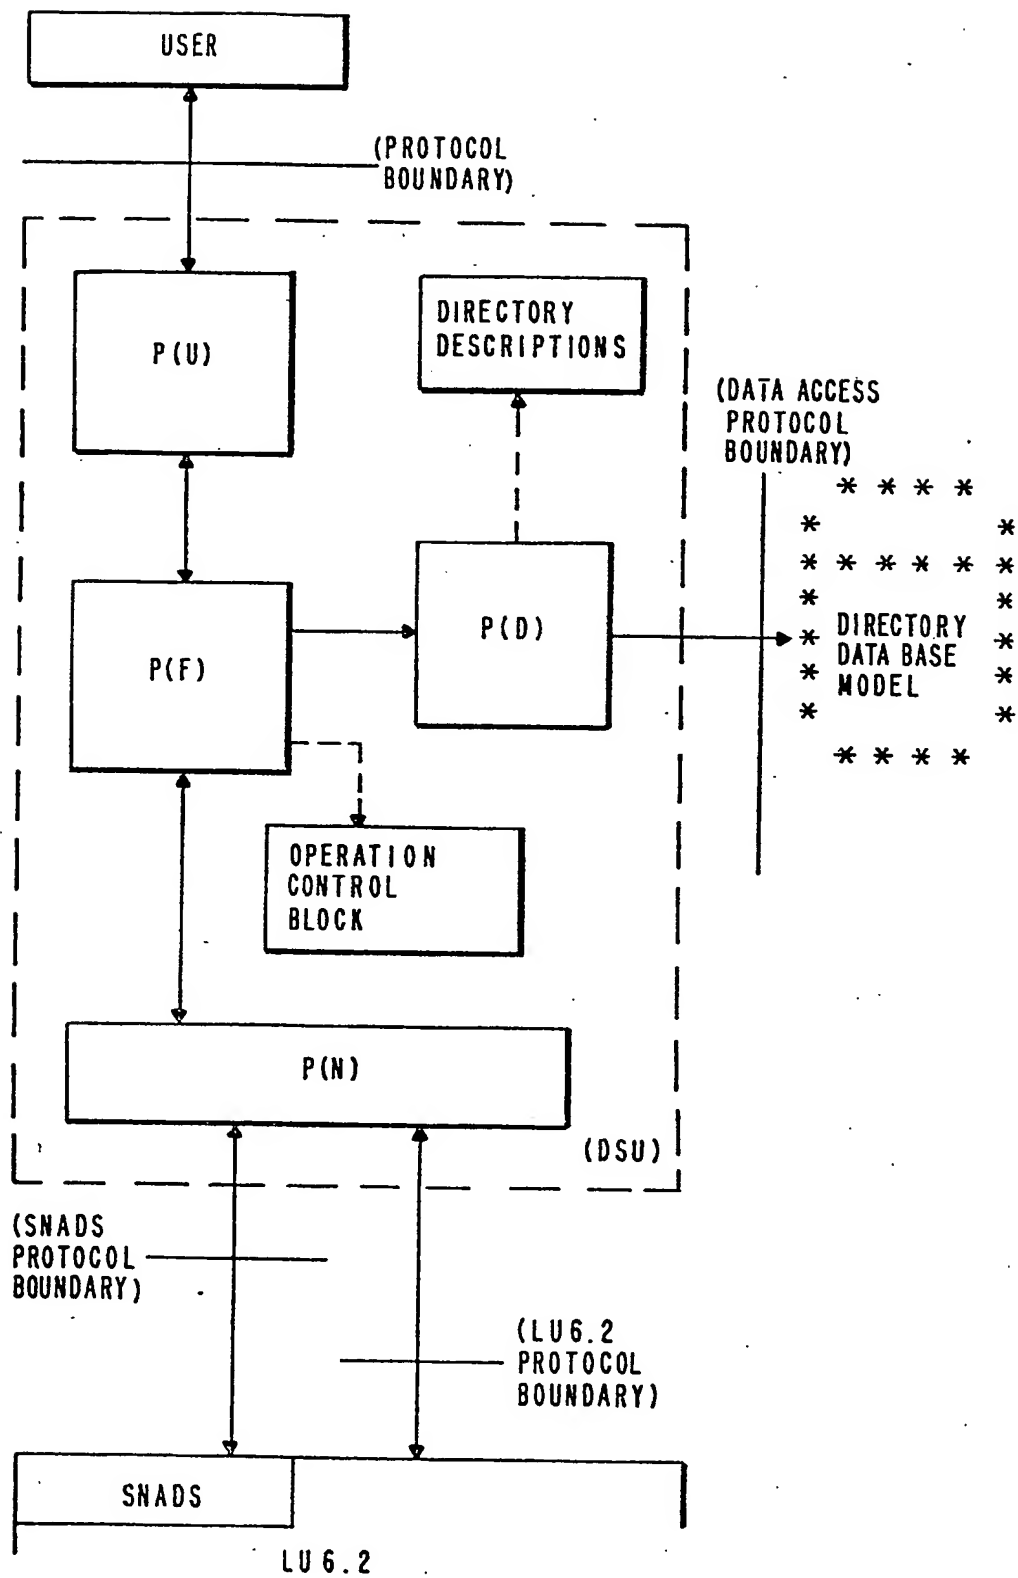 USER
(PROTOCOL
BOUNDARY)
P(U)
DIRECTORY
DESCRIPTIONS
(DATA ACCESS
PROTOCOL
BOUNDARY)
* * * *
* *
* * * * * *
* *
P(F)
P(D)
* DIRECTORY *
DATA BASE
* MODEL *
* *
* * * *
OPERATION
CONTROL
BLOCK
P(N)
(DSU)
(SNADS
PROTOCOL
BOUNDARY)
(LU6.2
PROTOCOL
BOUNDARY)
SNADS
LU6.2